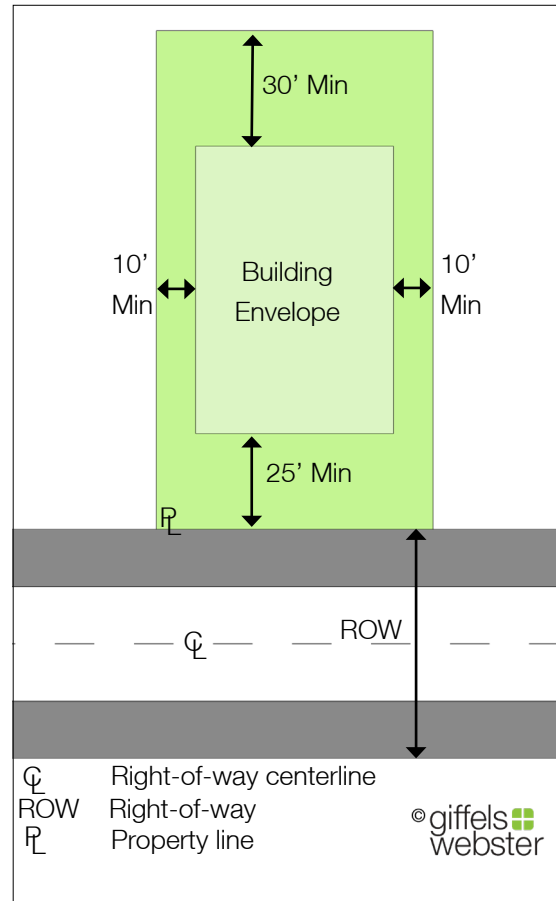 30’ Min
10’
Min
Building
Envelope
10’
Min
25’ Min
PL
CL
ROW
CL Right-of-way centerline
ROW Right-of-way
PL Property line
© giffels
webster